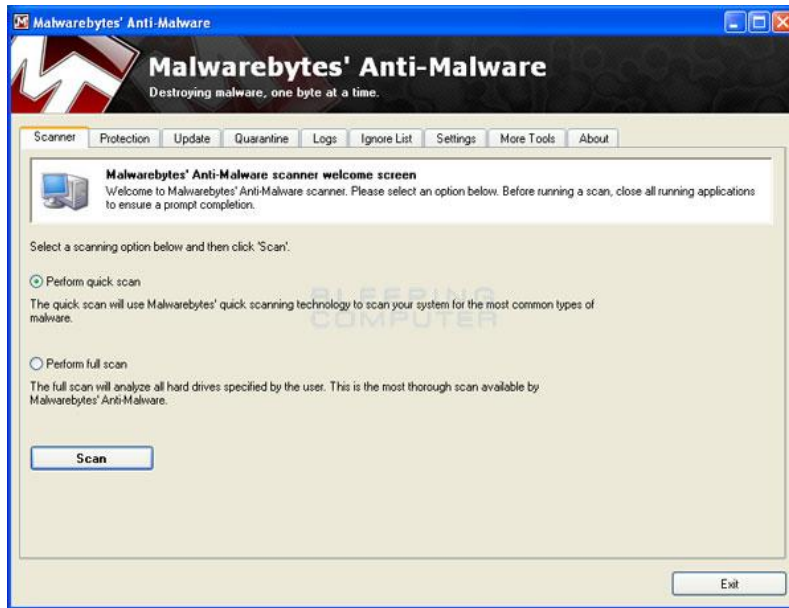 Malwarebytes' Anti-Malware
Malwarebytes' Anti-Malware
Destroying malware, one byte at a time.
Scanner Protection Update Quarantine Logs Ignore List Settings More Tools About
Malwarebytes' Anti-Malware scanner welcome screen
Welcome to Malwarebytes' Anti-Malware scanner. Please select an option below. Before running a scan, close all running applications
to ensure a prompt completion.
Select a scanning option below and then click 'Scan'.
Perform quick scan
BLEEPING
The quick scan will use Malwarebytes' quick scanning technology to scan your system for the most common types of
COMPUTER
malware.
Perform full scan
The full scan will analyze all hard drives specified by the user. This is the most thorough scan available by
Malwarebytes' Anti-Malware.
Scan
Exit